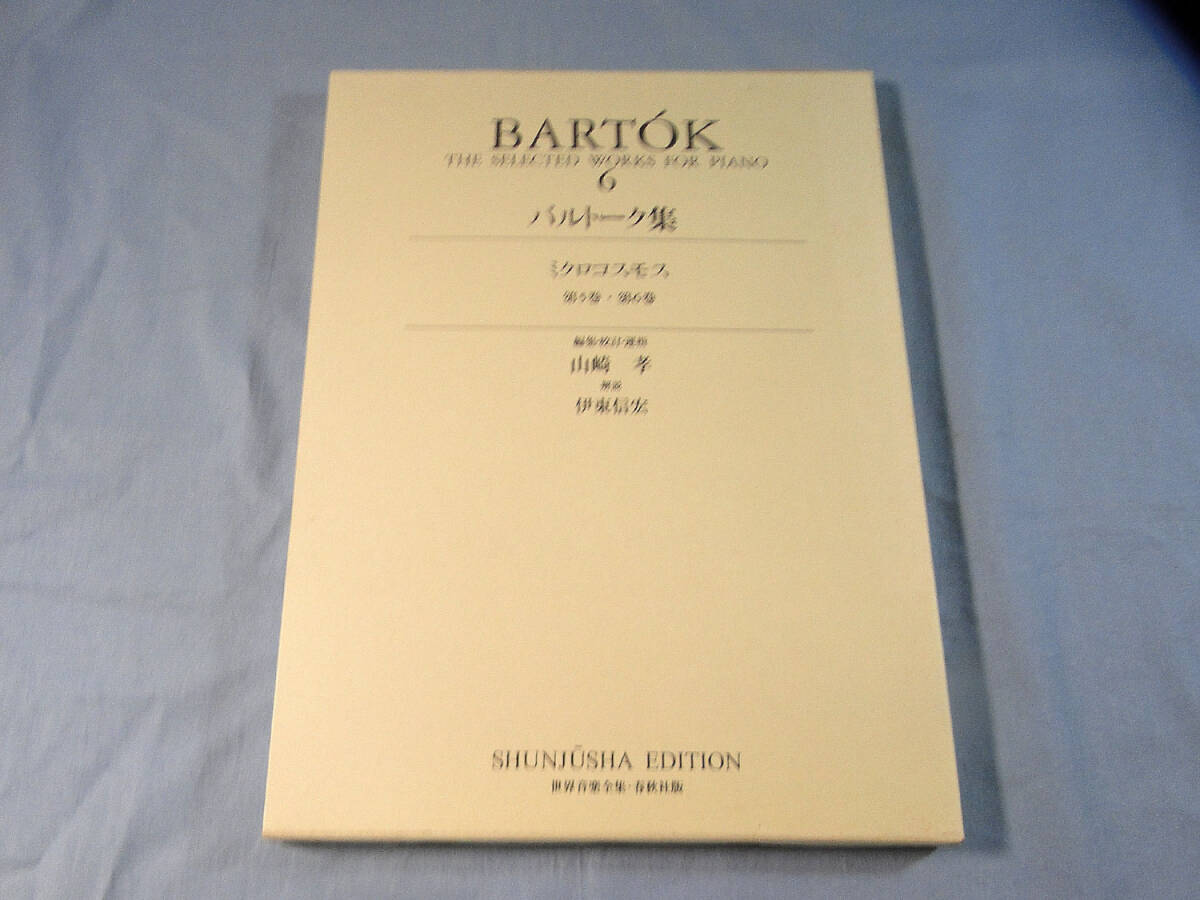 BARTÓK
THE SELECTED WORKS FOR PIANO
6
バルトーク集
ミクロコスモス
第5巻・第6巻
編集・校訂・運指
山崎 孝
解説
伊東信宏
SHUNJŪSHA EDITION
世界音楽全集・春秋社版